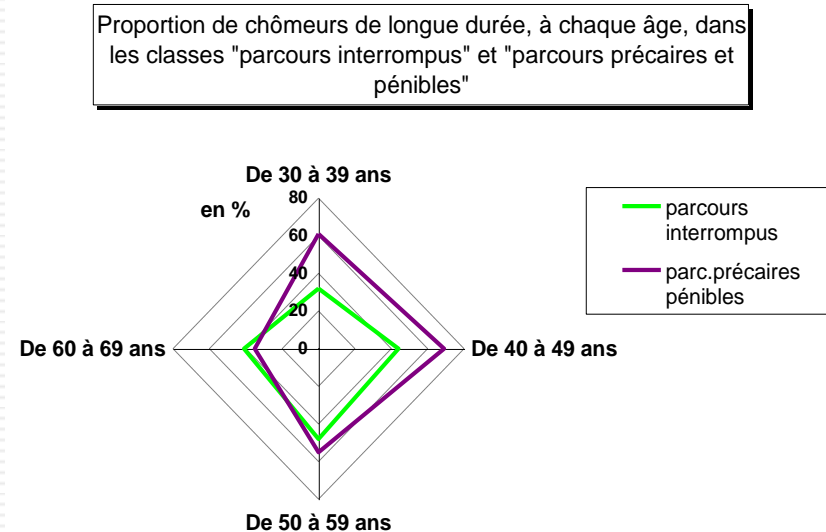 Proportion de chômeurs de longue durée, à chaque âge, dans
les classes "parcours interrompus" et "parcours précaires et
pénibles"
De 30 à 39 ans
80
en %
60
40
20
0
De 60 à 69 ans
De 40 à 49 ans
De 50 à 59 ans
parcours
interrompus
parc.précaires
pénibles